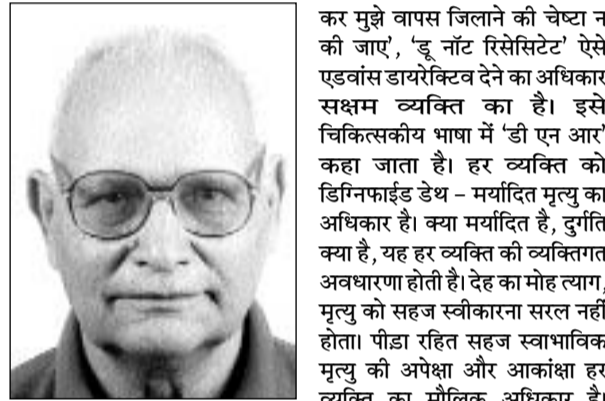 कर मुझे वापस जिलाने की चेष्टा न
की जाए', 'डू नॉट रिसेसिटेट' ऐसे
एडवांस डायरेक्टिव देने का अधिकार
सक्षम व्यक्ति का है। इसे
चिकित्सकीय भाषा में 'डी एन आर'
कहा जाता है। हर व्यक्ति को
डिग्निफाईड डेथ – मर्यादित मृत्यु का
अधिकार है। क्या मर्यादित है, दुर्गति
क्या है, यह हर व्यक्ति की व्यक्तिगत
अवधारणा होती है। देह का मोह त्याग,
मृत्यु को सहज स्वीकारना सरल नहीं
होता। पीड़ा रहित सहज स्वाभाविक
मृत्यु की अपेक्षा और आकांक्षा हर
व्यक्ति का मौलिक अधिकार है।